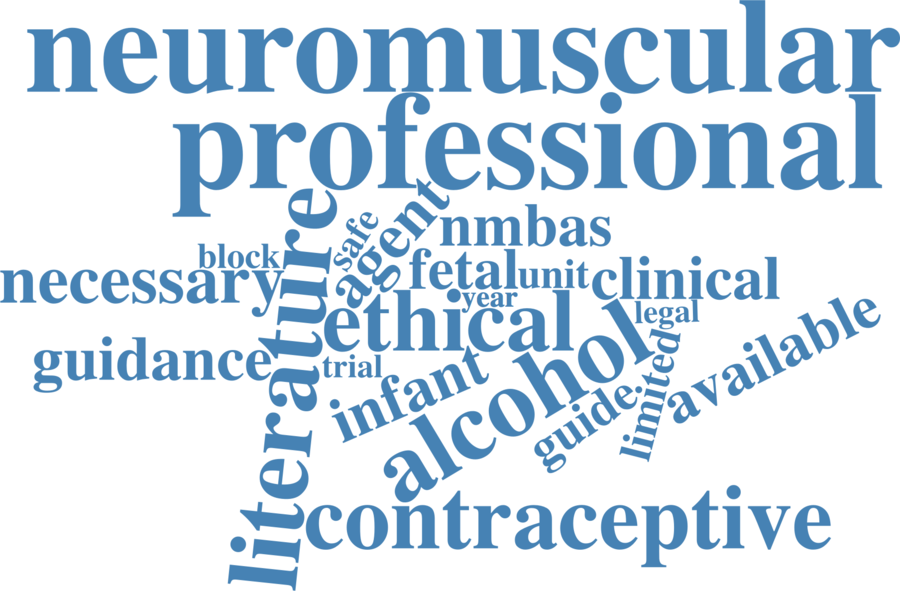 neuromuscular
professional
literature
safe
agent
nmbas
block
necessary
fetal
unit
clinical
year
ethical
legal
guidance
trial
infant
alcohol
guide
limited
available
contraceptive